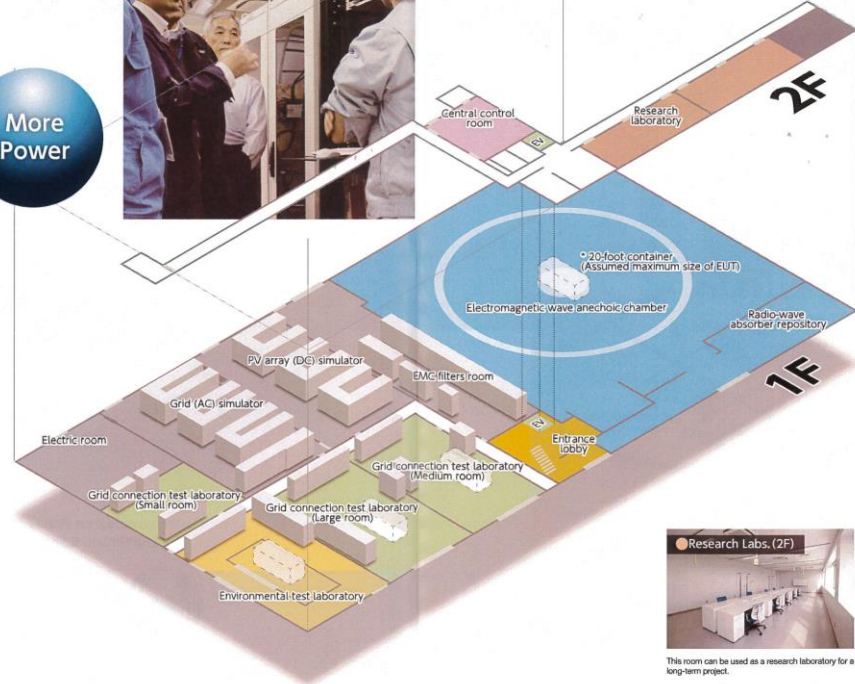 More
Power
Central control
room
EV
Research
laboratory
2F
* 20-foot container
(Assumed maximum size of EUT)
Electromagnetic wave anechoic chamber
Radio-wave
absorber repository
1F
PV array (DC) simulator
EMC filters room
Grid (AC) simulator
EV
Entrance
lobby
Electric room
Grid connection test laboratory
(Medium room)
Grid connection test laboratory
(Small room)
Grid connection test laboratory
(Large room)
Environmental test laboratory
Research Labs. (2F)
This room can be used as a research laboratory for a
long-term project.